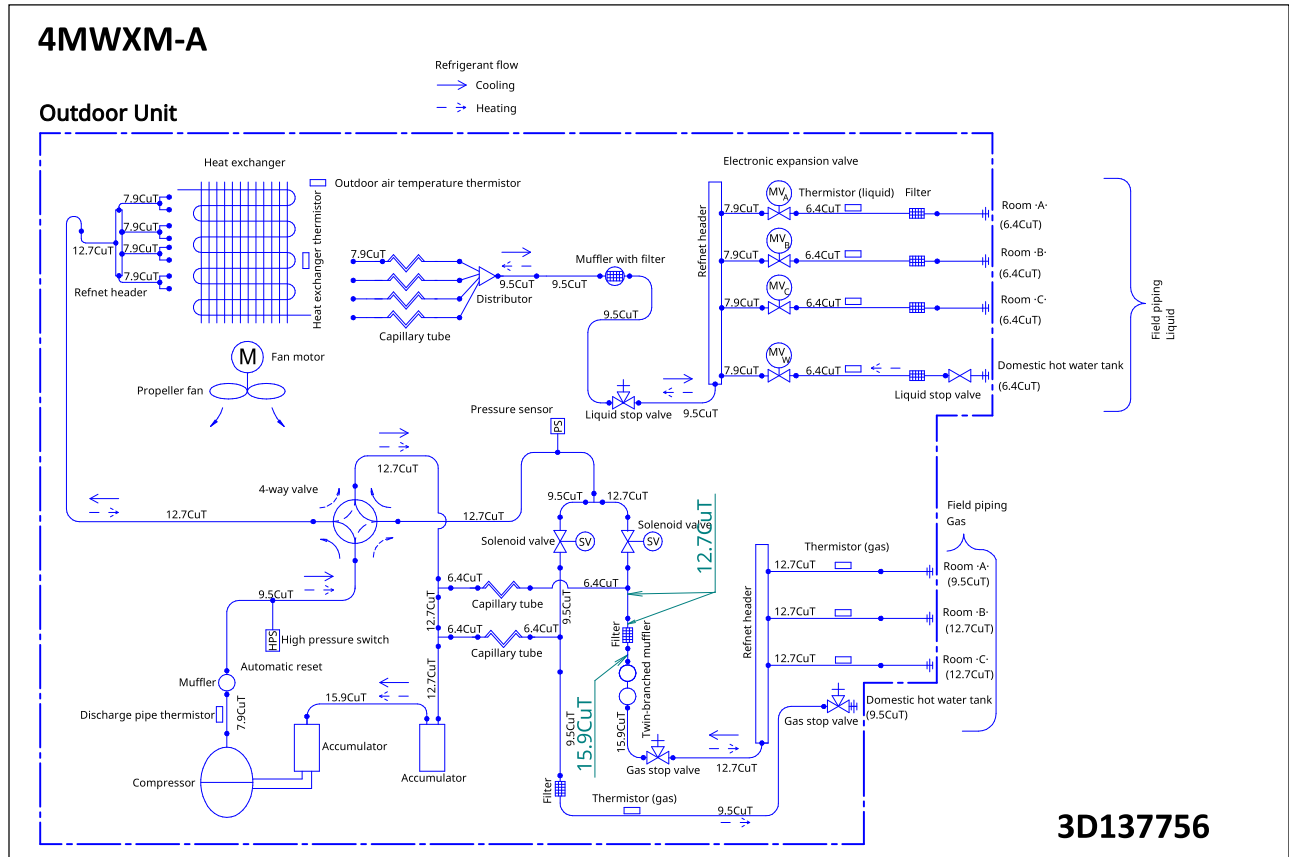 4MWXM-A
Refrigerant flow
Cooling
Heating
Outdoor Unit
Heat exchanger
Outdoor air temperature thermistor
Heat exchanger thermistor
7.9CuT
7.9CuT
7.9CuT
7.9CuT
12.7CuT
Refnet header
7.9CuT
Capillary tube
Distributor
9.5CuT
9.5CuT
Muffler with filter
9.5CuT
Liquid stop valve
9.5CuT
Electronic expansion valve
Refnet header
Thermistor (liquid)
Filter
7.9CuT
MVA
6.4CuT
Room ·A·
(6.4CuT)
7.9CuT
MVB
6.4CuT
Room ·B·
(6.4CuT)
7.9CuT
MVC
6.4CuT
Room ·C·
(6.4CuT)
7.9CuT
MVW
6.4CuT
Liquid stop valve
Domestic hot water tank
(6.4CuT)
Field piping
Liquid
M
Fan motor
Propeller fan
Pressure sensor
PS
12.7CuT
4-way valve
12.7CuT
12.7CuT
9.5CuT
12.7CuT
Solenoid valve
SV
Solenoid valve
SV
12.7CuT
9.5CuT
HPS
High pressure switch
Automatic reset
Muffler
Discharge pipe thermistor
7.9CuT
Compressor
15.9CuT
Accumulator
Accumulator
12.7CuT
12.7CuT
6.4CuT
Capillary tube
6.4CuT
6.4CuT
Capillary tube
6.4CuT
9.5CuT
9.5CuT
Filter
Filter
Twin-branched muffler
15.9CuT
15.9CuT
Gas stop valve
12.7CuT
Refnet header
Thermistor (gas)
9.5CuT
Field piping
Gas
Thermistor (gas)
12.7CuT
Room ·A·
(9.5CuT)
12.7CuT
Room ·B·
(12.7CuT)
12.7CuT
Room ·C·
(12.7CuT)
Gas stop valve
Domestic hot water tank
(9.5CuT)
3D137756